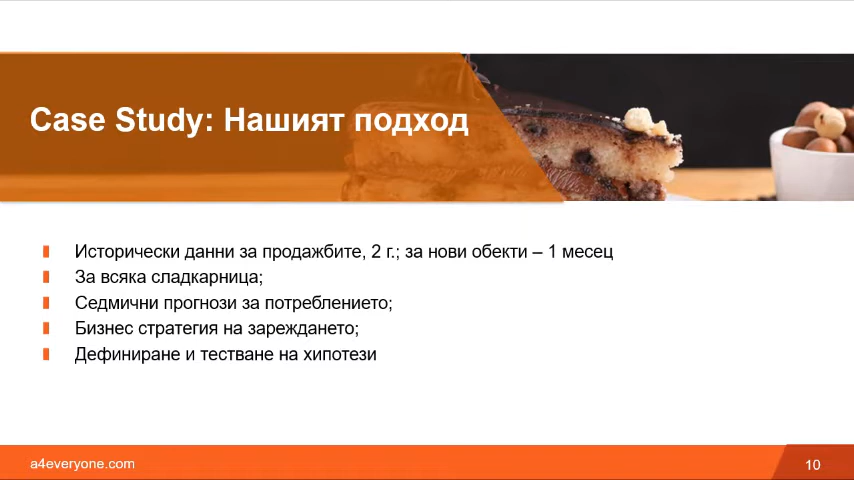 Case Study: Нашият подход
Исторически данни за продажбите, 2 г.; за нови обекти – 1 месец
За всяка сладкарница;
Седмични прогнози за потреблението;
Бизнес стратегия на зареждането;
Дефиниране и тестване на хипотези
a4everyone.com
10